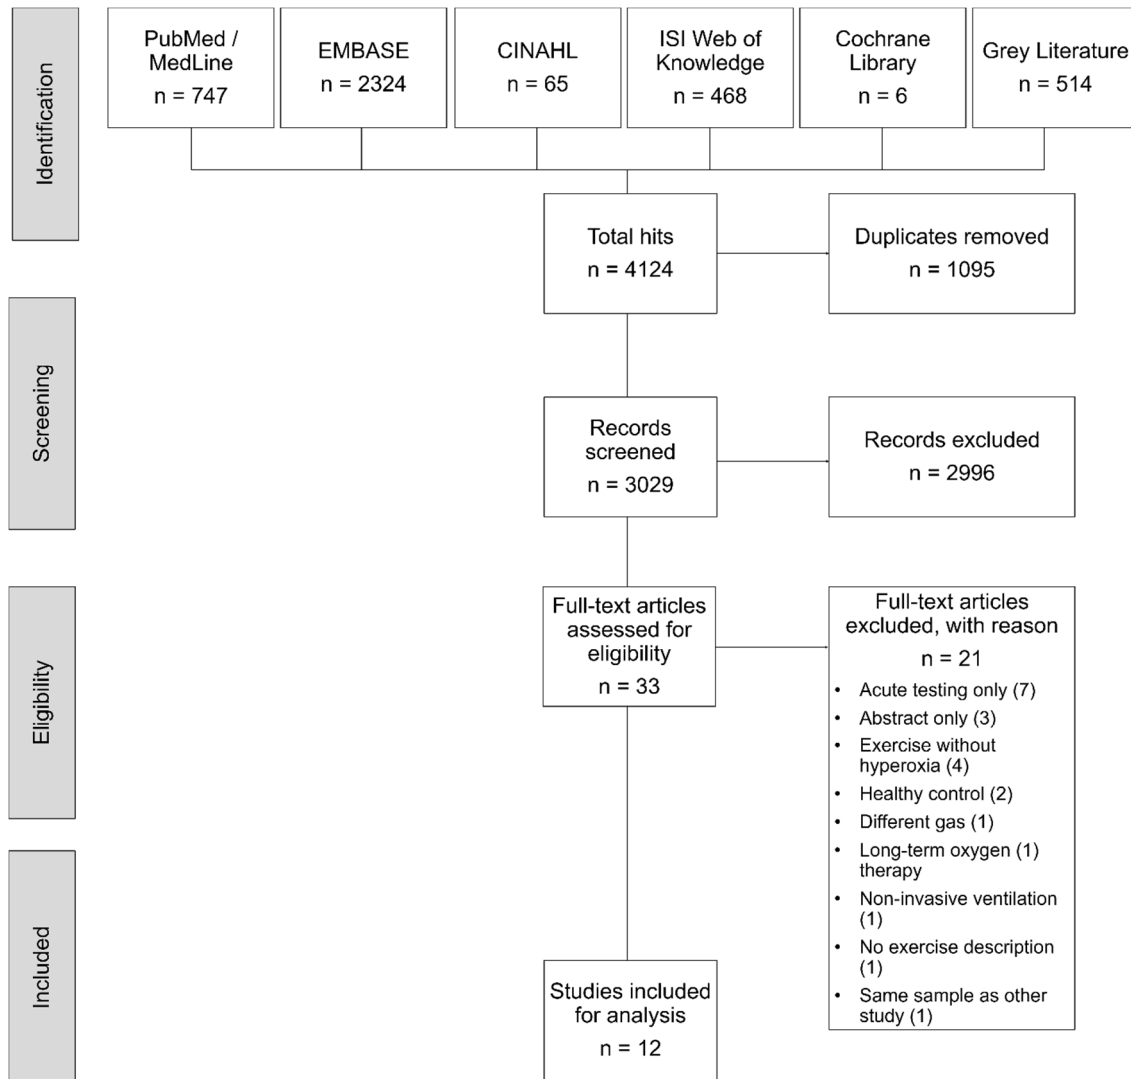 Identification
PubMed /
MedLine
n = 747
EMBASE
n = 2324
CINAHL
n = 65
ISI Web of
Knowledge
n = 468
Cochrane
Library
n = 6
Grey Literature
n = 514
Total hits
n = 4124
Duplicates removed
n = 1095
Screening
Records
screened
n = 3029
Records excluded
n = 2996
Eligibility
Full-text articles
assessed for
eligibility
n = 33
Full-text articles
excluded, with reason
n = 21
• Acute testing only (7)
• Abstract only (3)
• Exercise without
hyperoxia (4)
• Healthy control (2)
• Different gas (1)
• Long-term oxygen (1)
therapy
• Non-invasive ventilation
(1)
• No exercise description
(1)
• Same sample as other
study (1)
Included
Studies included
for analysis
n = 12